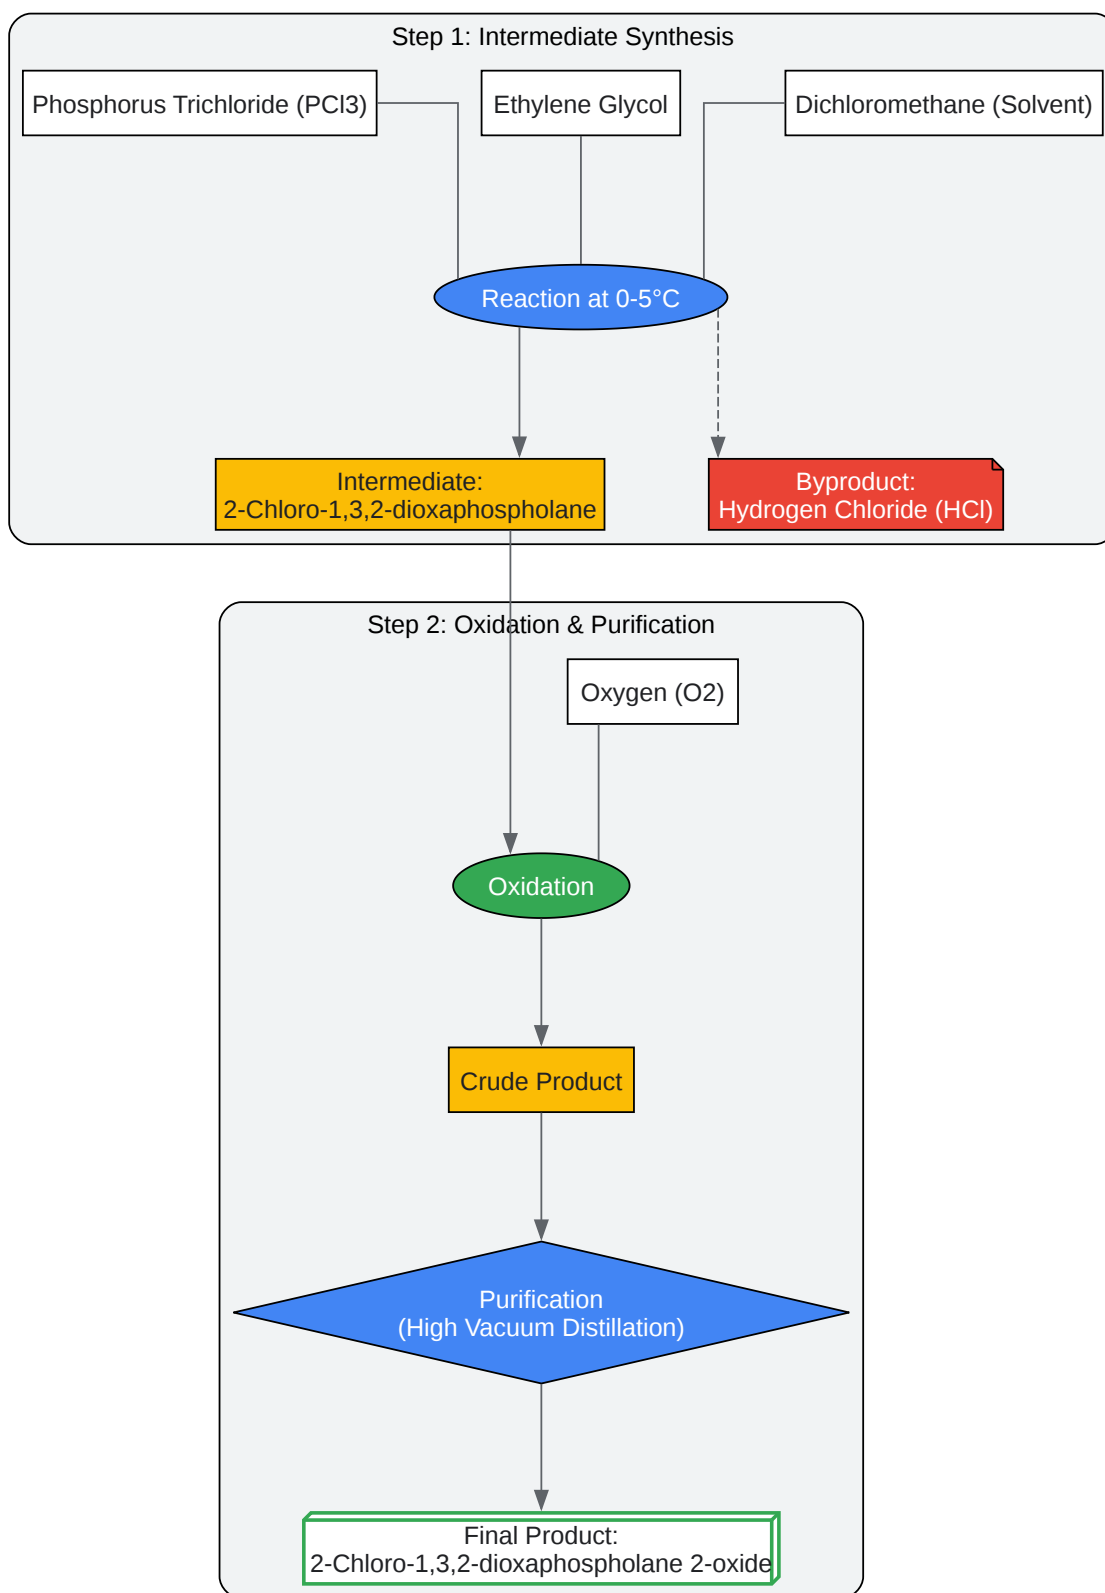 Step 1: Intermediate Synthesis
Phosphorus Trichloride (PCl3)
Ethylene Glycol
Dichloromethane (Solvent)
Reaction at 0-5°C
Intermediate:
2-Chloro-1,3,2-dioxaphospholane
Byproduct:
Hydrogen Chloride (HCl)
Step 2: Oxidation & Purification
Oxygen (O2)
Oxidation
Crude Product
Purification
(High Vacuum Distillation)
Final Product:
2-Chloro-1,3,2-dioxaphospholane 2-oxide